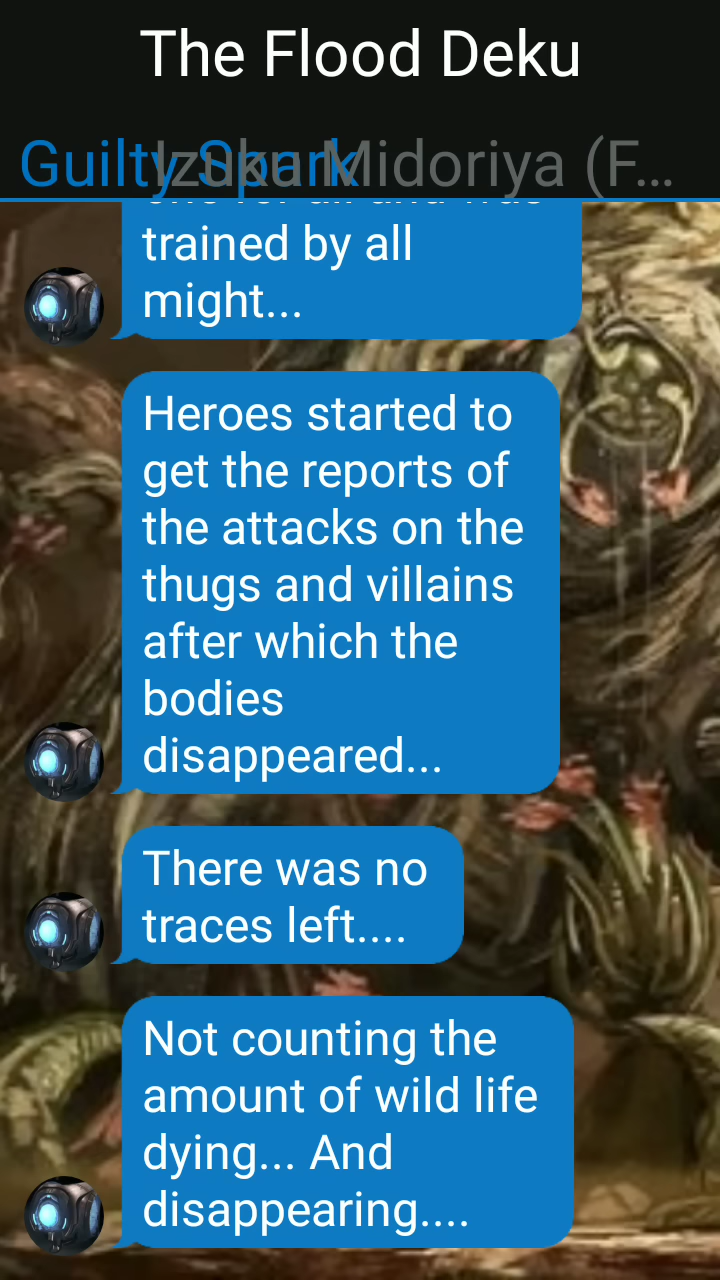 The Flood Deku
Guilty Spark
Izuku Midoriya (F...
trained by all
might...
Heroes started to
get the reports of
the attacks on the
thugs and villains
after which the
bodies
disappeared...
There was no
traces left....
Not counting the
amount of wild life
dying... And
disappearing....